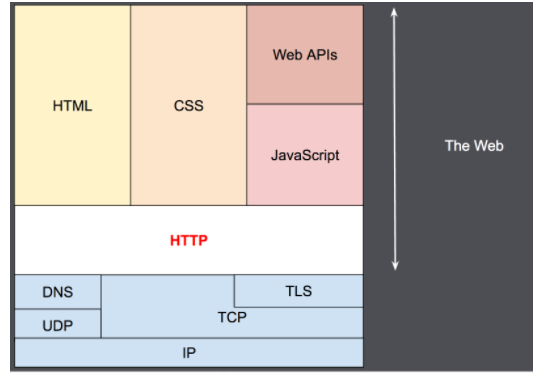 Web APIs
HTML
CSS
The Web
JavaScript
HTTP
DNS
TLS
TCP
UDP
IP